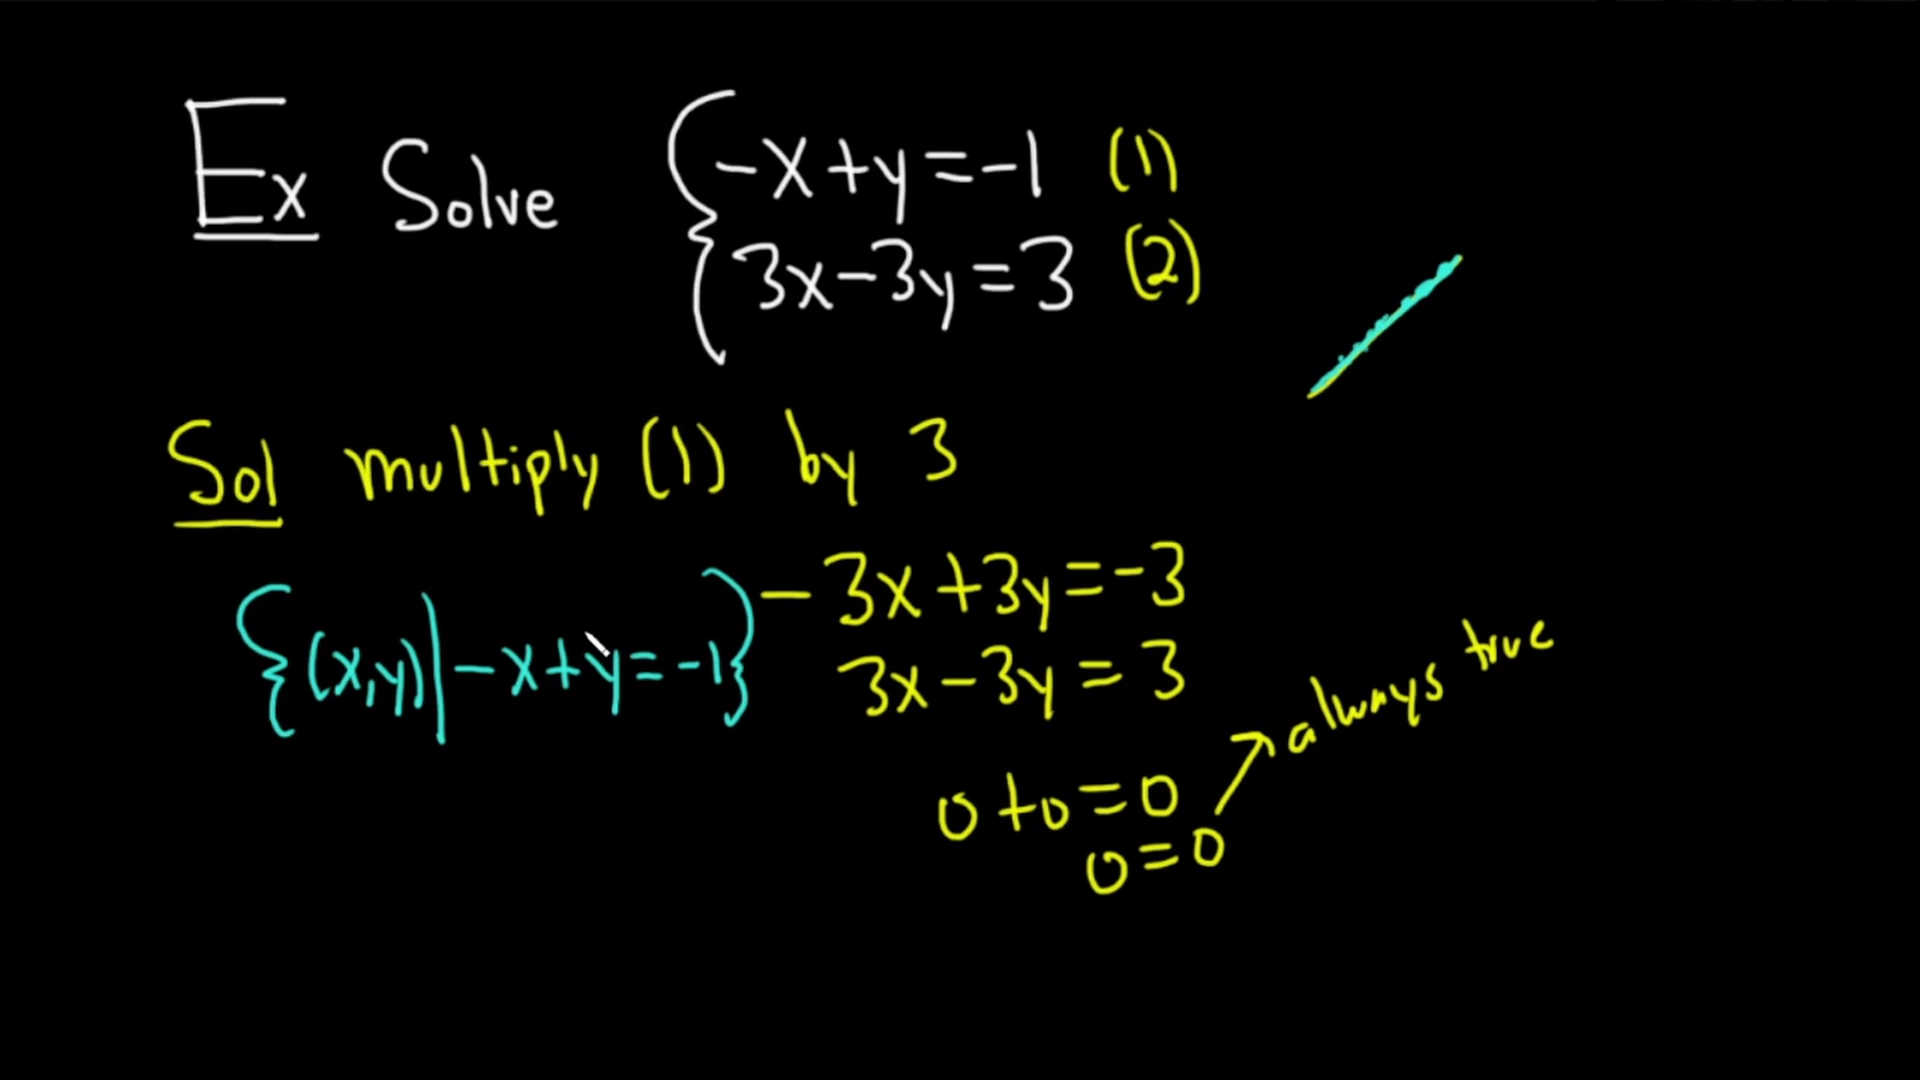 Ex Solve { -x+y=-1 (1)
3x-3y=3 (2)
Sol multiply (1) by 3
{(x,y)|-x+y=-1}
-3x+3y=-3
3x-3y=3
0+0=0
0=0
always true